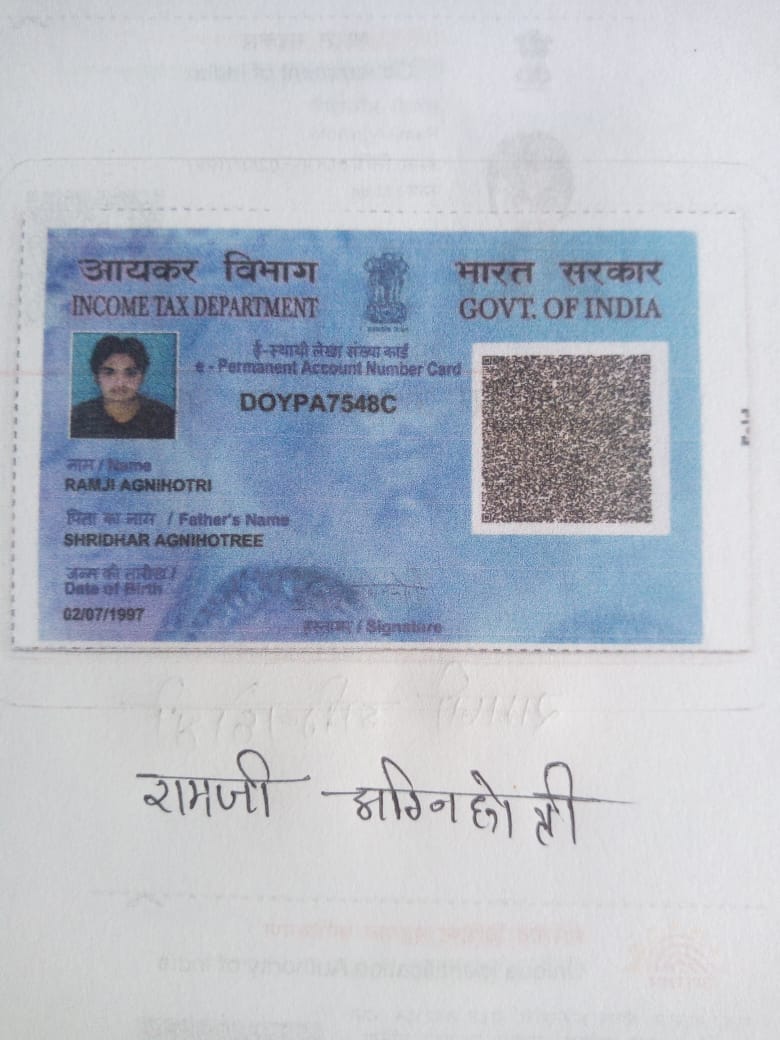 आयकर विभाग
INCOME TAX DEPARTMENT
भारत सरकार
GOVT. OF INDIA
ई-स्थायी लेखा संख्या कार्ड
e - Permanent Account Number Card
DOYPA7548C
नाम / Name
RAMJI AGNIHOTRI
पिता का नाम / Father's Name
SHRIDHAR AGNIHOTREE
जन्म की तारीख /
Date of Birth
02/07/1997
हस्ताक्षर / Signature
रामजी अग्निहोत्री
Unique Identification Authority of India